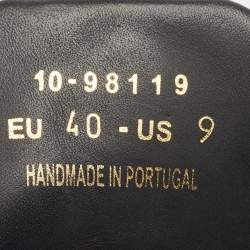 10-98119
EU 40 - US 9
HANDMADE IN PORTUGAL